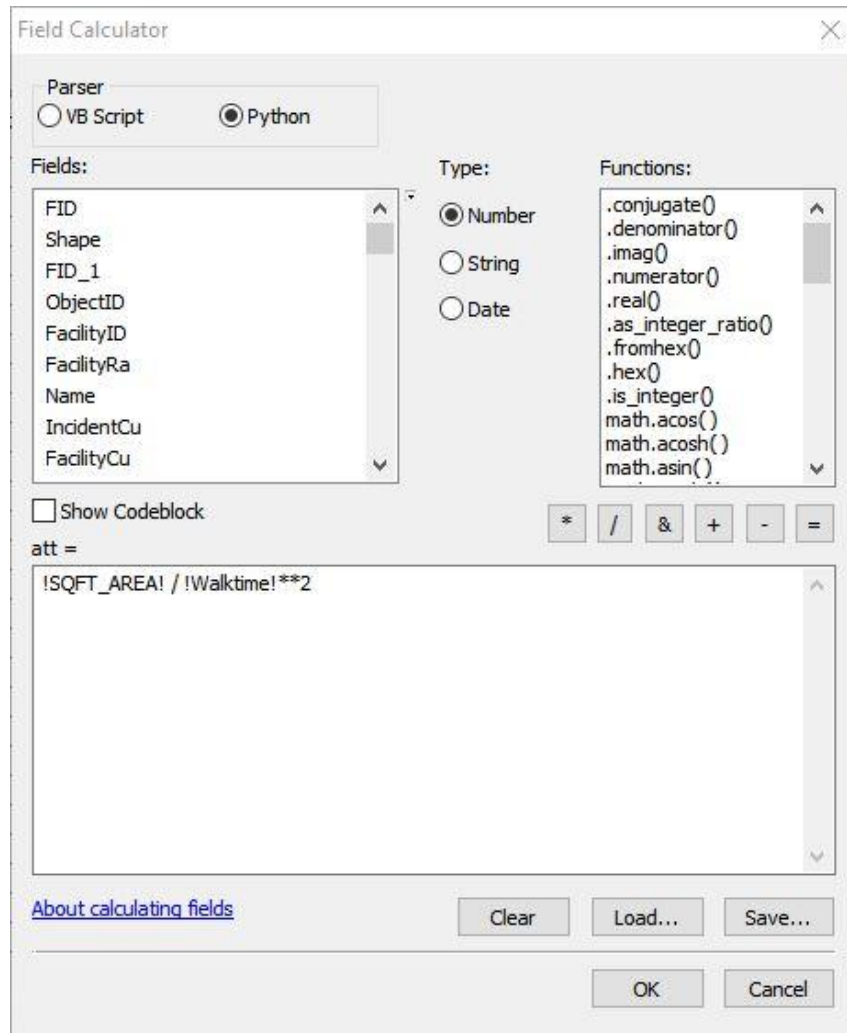 Field Calculator
Parser
VB Script
Python
Fields:
FID
Shape
FID_1
ObjectID
FacilityID
FacilityRa
Name
IncidentCu
FacilityCu
Type:
Number
String
Date
Functions:
.conjugate()
.denominator()
.imag()
.numerator()
.real()
.as_integer_ratio()
.fromhex()
.hex()
.is_integer()
math.acos( )
math.acosh( )
math.asin( )
Show Codeblock
* / & + - =
att =
!SQFT_AREA! / !Walktime!**2
About calculating fields
Clear
Load...
Save...
OK
Cancel